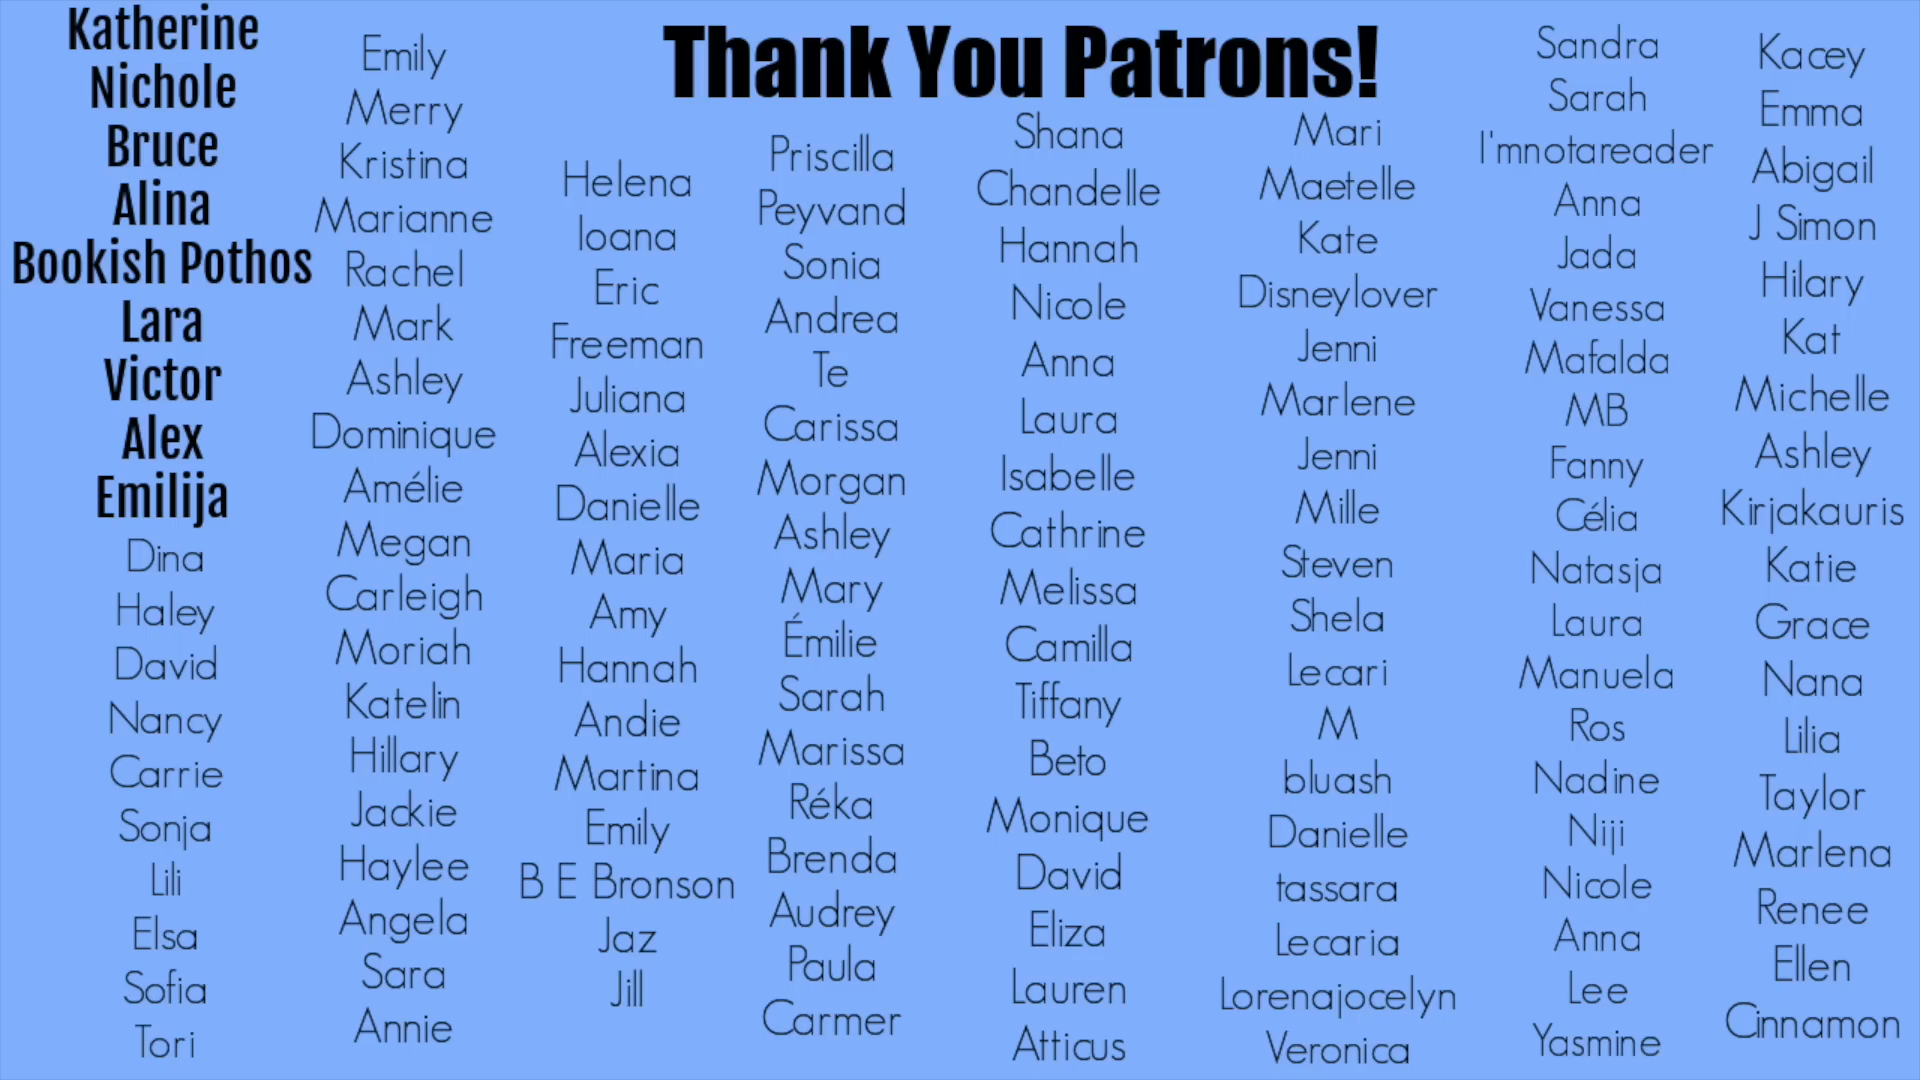 Thank You Patrons!
Katherine
Nichole
Bruce
Alina
Bookish Pothos
Lara
Victor
Alex
Emilija
Dina
Haley
David
Nancy
Carrie
Sonja
Lili
Elsa
Sofia
Tori
Emily
Merry
Kristina
Marianne
Rachel
Mark
Ashley
Dominique
Amélie
Megan
Carleigh
Moriah
Katelin
Hillary
Jackie
Haylee
Angela
Sara
Annie
Helena
Ioana
Eric
Freeman
Juliana
Alexia
Danielle
Maria
Amy
Hannah
Andie
Martina
Emily
B E Bronson
Jaz
Jill
Priscilla
Peyvand
Sonia
Andrea
Te
Carissa
Morgan
Ashley
Mary
Émilie
Sarah
Marissa
Réka
Brenda
Audrey
Paula
Carmer
Shana
Chandelle
Hannah
Nicole
Anna
Laura
Isabelle
Cathrine
Melissa
Camilla
Tiffany
Beto
Monique
David
Eliza
Lauren
Atticus
Mari
Maetelle
Kate
Disneylover
Jenni
Marlene
Jenni
Mille
Steven
Shela
Lecari
M
bluash
Danielle
tassara
Lecaria
Lorenajocelyn
Veronica
Sandra
Sarah
I'mnotareader
Anna
Jada
Vanessa
Mafalda
MB
Fanny
Célia
Natasja
Laura
Manuela
Ros
Nadine
Niji
Nicole
Anna
Lee
Yasmine
Kacey
Emma
Abigail
J Simon
Hilary
Kat
Michelle
Ashley
Kirjakauris
Katie
Grace
Nana
Lilia
Taylor
Marlena
Renee
Ellen
Cinnamon